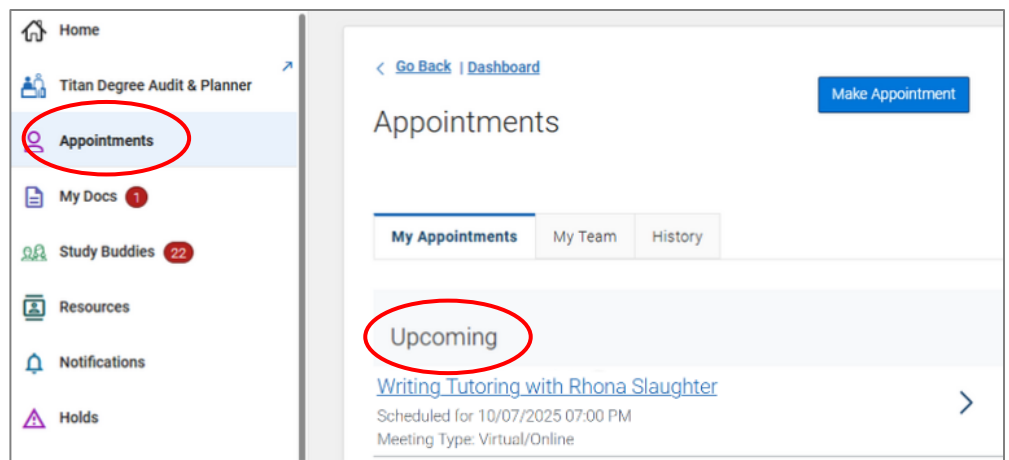 Home
Titan Degree Audit & Planner
Appointments
My Docs 1
Study Buddies 22
Resources
Notifications
Holds
< Go Back | Dashboard
Make Appointment
Appointments
My Appointments My Team History
Upcoming
Writing Tutoring with Rhona Slaughter
Scheduled for 10/07/2025 07:00 PM
Meeting Type: Virtual/Online